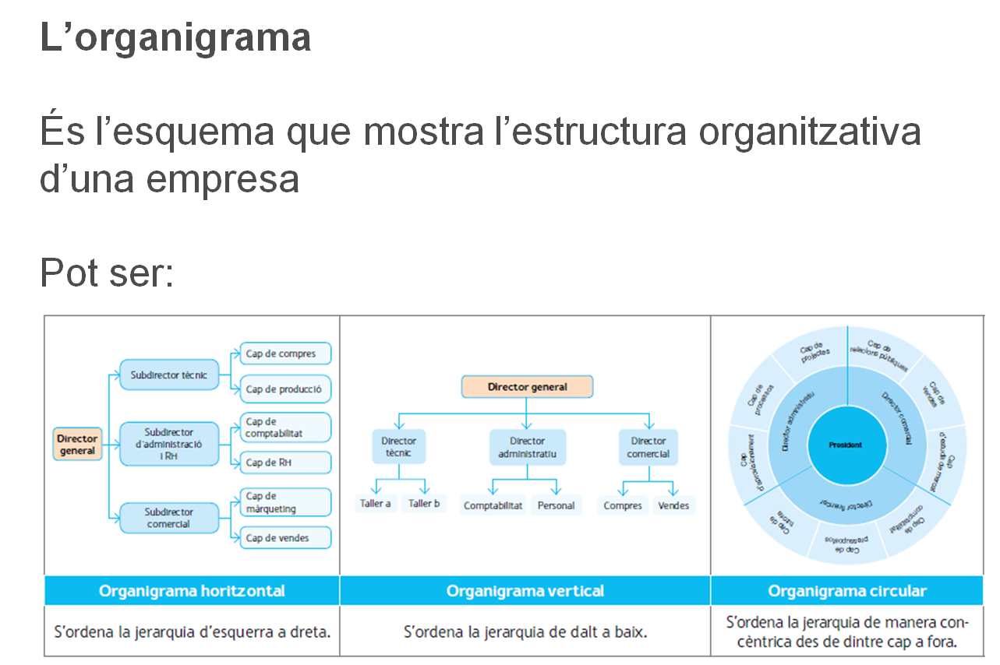 L’organigrama
És l’esquema que mostra l’estructura organitzativa
d’una empresa
Pot ser:
Director
general
Subdirector tècnic
Subdirector
d'administració
i RH
Subdirector
comercial
Cap de compres
Cap de producció
Cap de
comptabilitat
Cap de RH
Cap de
màrqueting
Cap de vendes
Director general
Director
tècnic
Director
administratiu
Director
comercial
Taller a
Taller b
Comptabilitat
Personal
Compres
Vendes
President
Director administratiu
Director comercial
Director financer
Cap de
projectes
Cap de
relacions públiques
Cap de
vendes
Cap
d'estudis de mercat
Cap de
comptabilitat
Cap de
pressupostos
Cap de
Cap
d'aprovisionament
Cap de
processos
Organigrama horitzontal
Organigrama vertical
Organigrama circular
S’ordena la jerarquia d’esquerra a dreta.
S’ordena la jerarquia de dalt a baix.
S’ordena la jerarquia de manera con-
cèntrica des de dintre cap a fora.